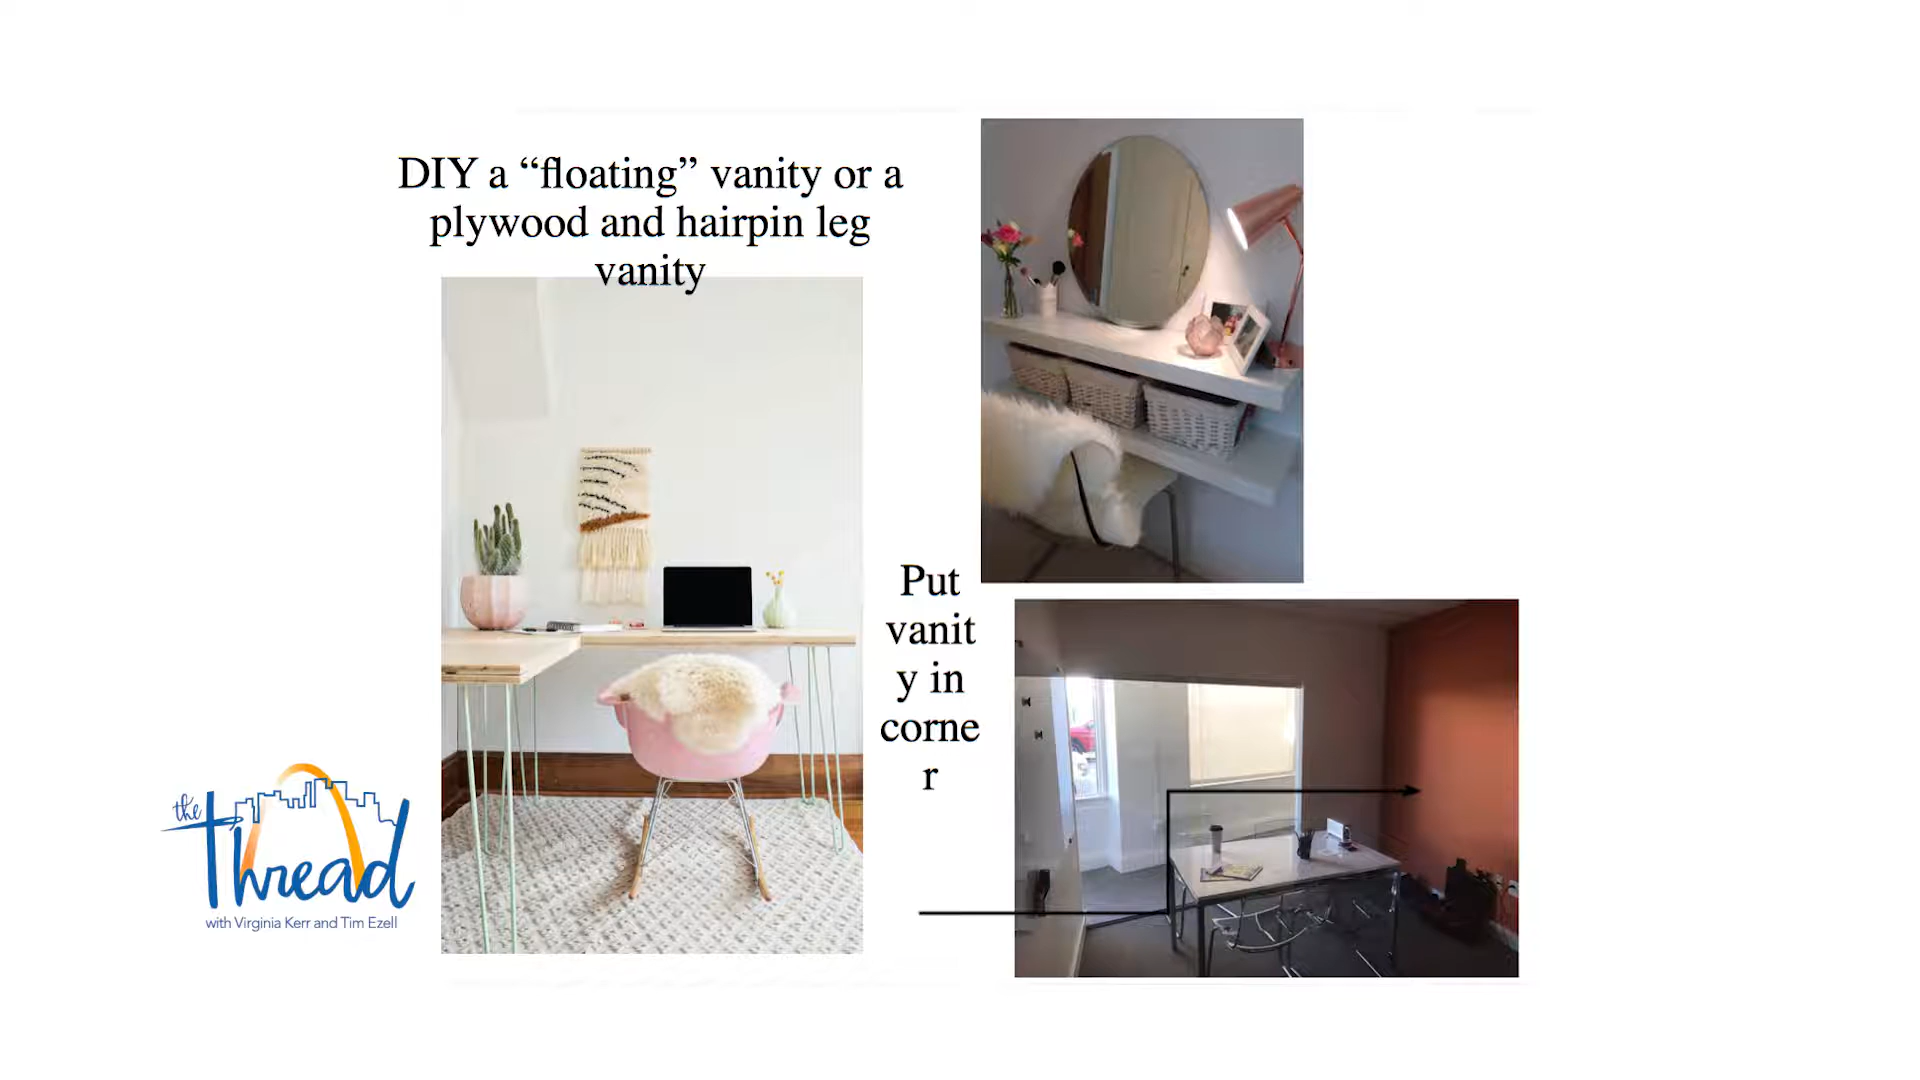 DIY a “floating” vanity or a
plywood and hairpin leg
vanity
Put
vanit
y in
corne
r
the
Thread
with Virginia Kerr and Tim Ezell